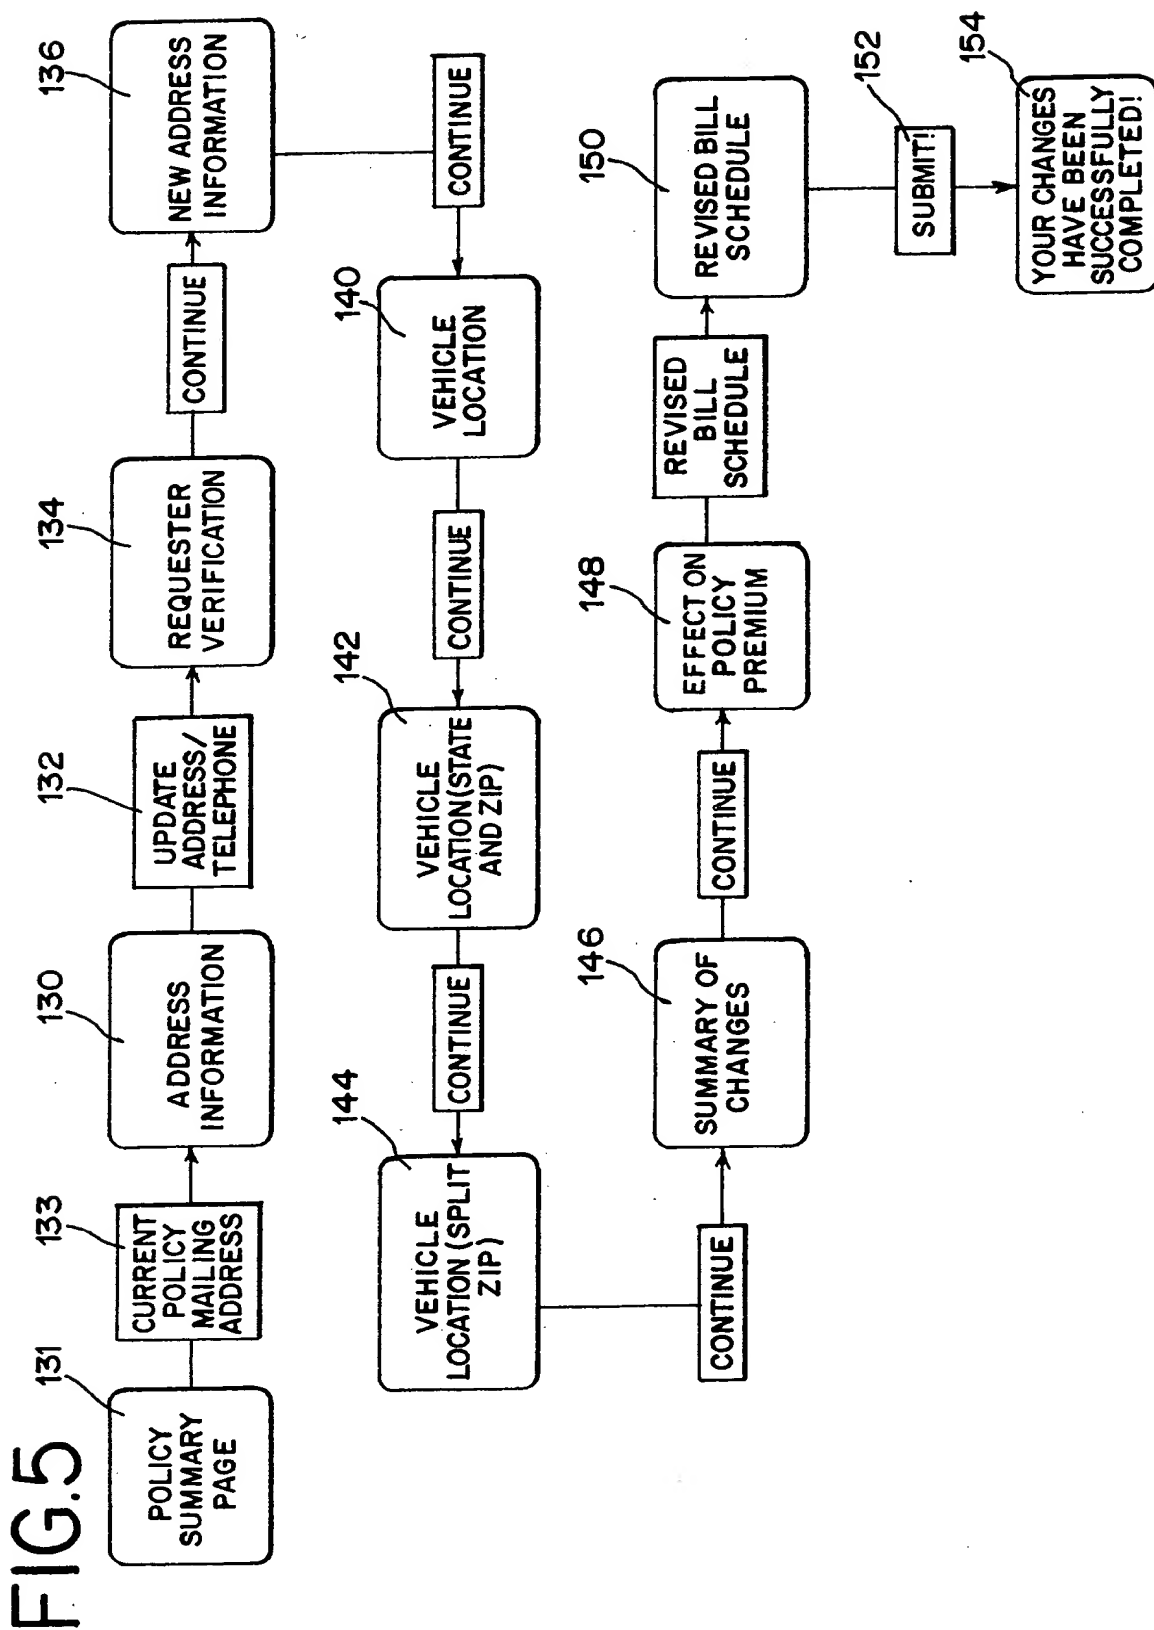 FIG.5
131
POLICY
SUMMARY
PAGE
133
CURRENT
POLICY
MAILING
ADDRESS
130
ADDRESS
INFORMATION
132
UPDATE
ADDRESS/
TELEPHONE
134
REQUESTER
VERIFICATION
CONTINUE
136
NEW ADDRESS
INFORMATION
CONTINUE
140
VEHICLE
LOCATION
CONTINUE
142
VEHICLE
LOCATION(STATE
AND ZIP)
CONTINUE
144
VEHICLE
LOCATION (SPLIT
ZIP)
CONTINUE
146
SUMMARY OF
CHANGES
CONTINUE
148
EFFECT ON
POLICY
PREMIUM
REVISED
BILL
SCHEDULE
150
REVISED BILL
SCHEDULE
152
SUBMIT!
154
YOUR CHANGES
HAVE BEEN
SUCCESSFULLY
COMPLETED!